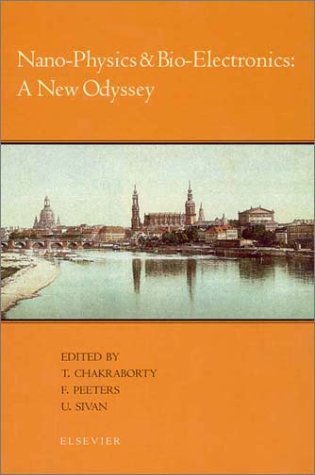 Nano-Physics & Bio-Electronics:
A New Odyssey
EDITED BY
T. CHAKRABORTY
F. PEETERS
U. SIVAN
ELSEVIER